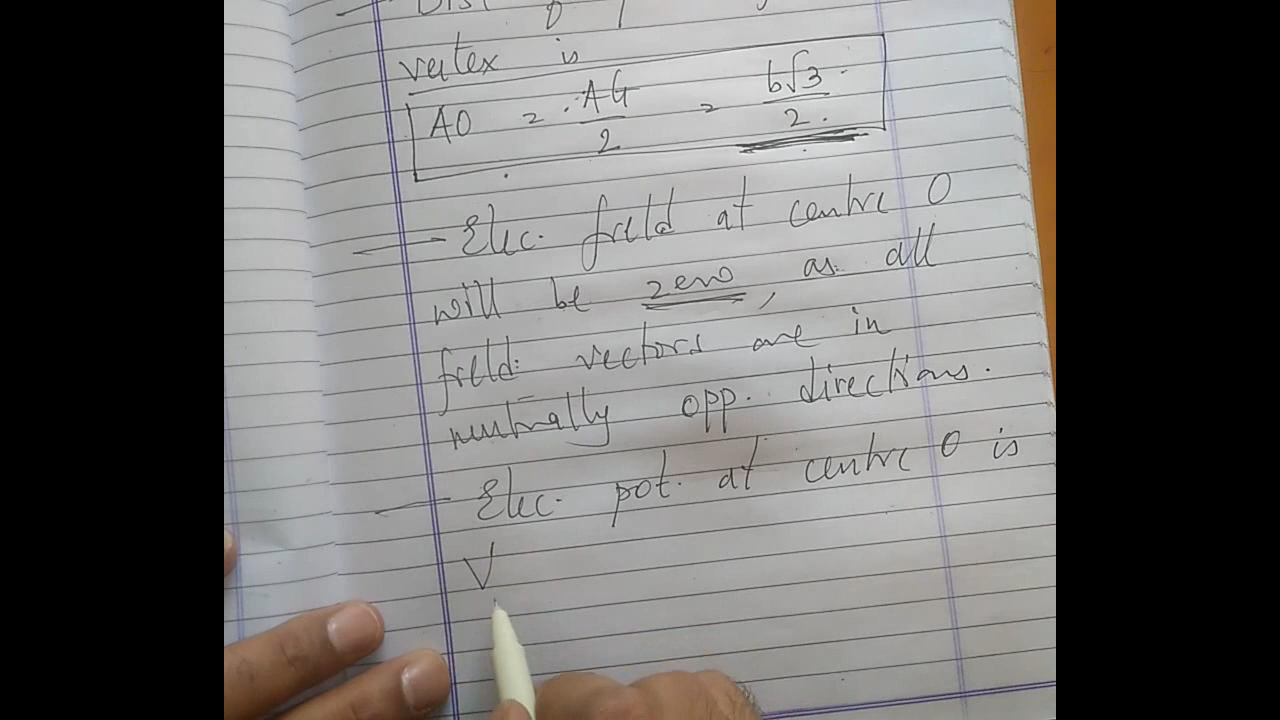 vertex is
AO = AG/2 = b√3/2.
— Elec. field at centre O
will be zero, as all
field vectors are in
mutually opp. directions.
— Elec. pot. at centre O is
V